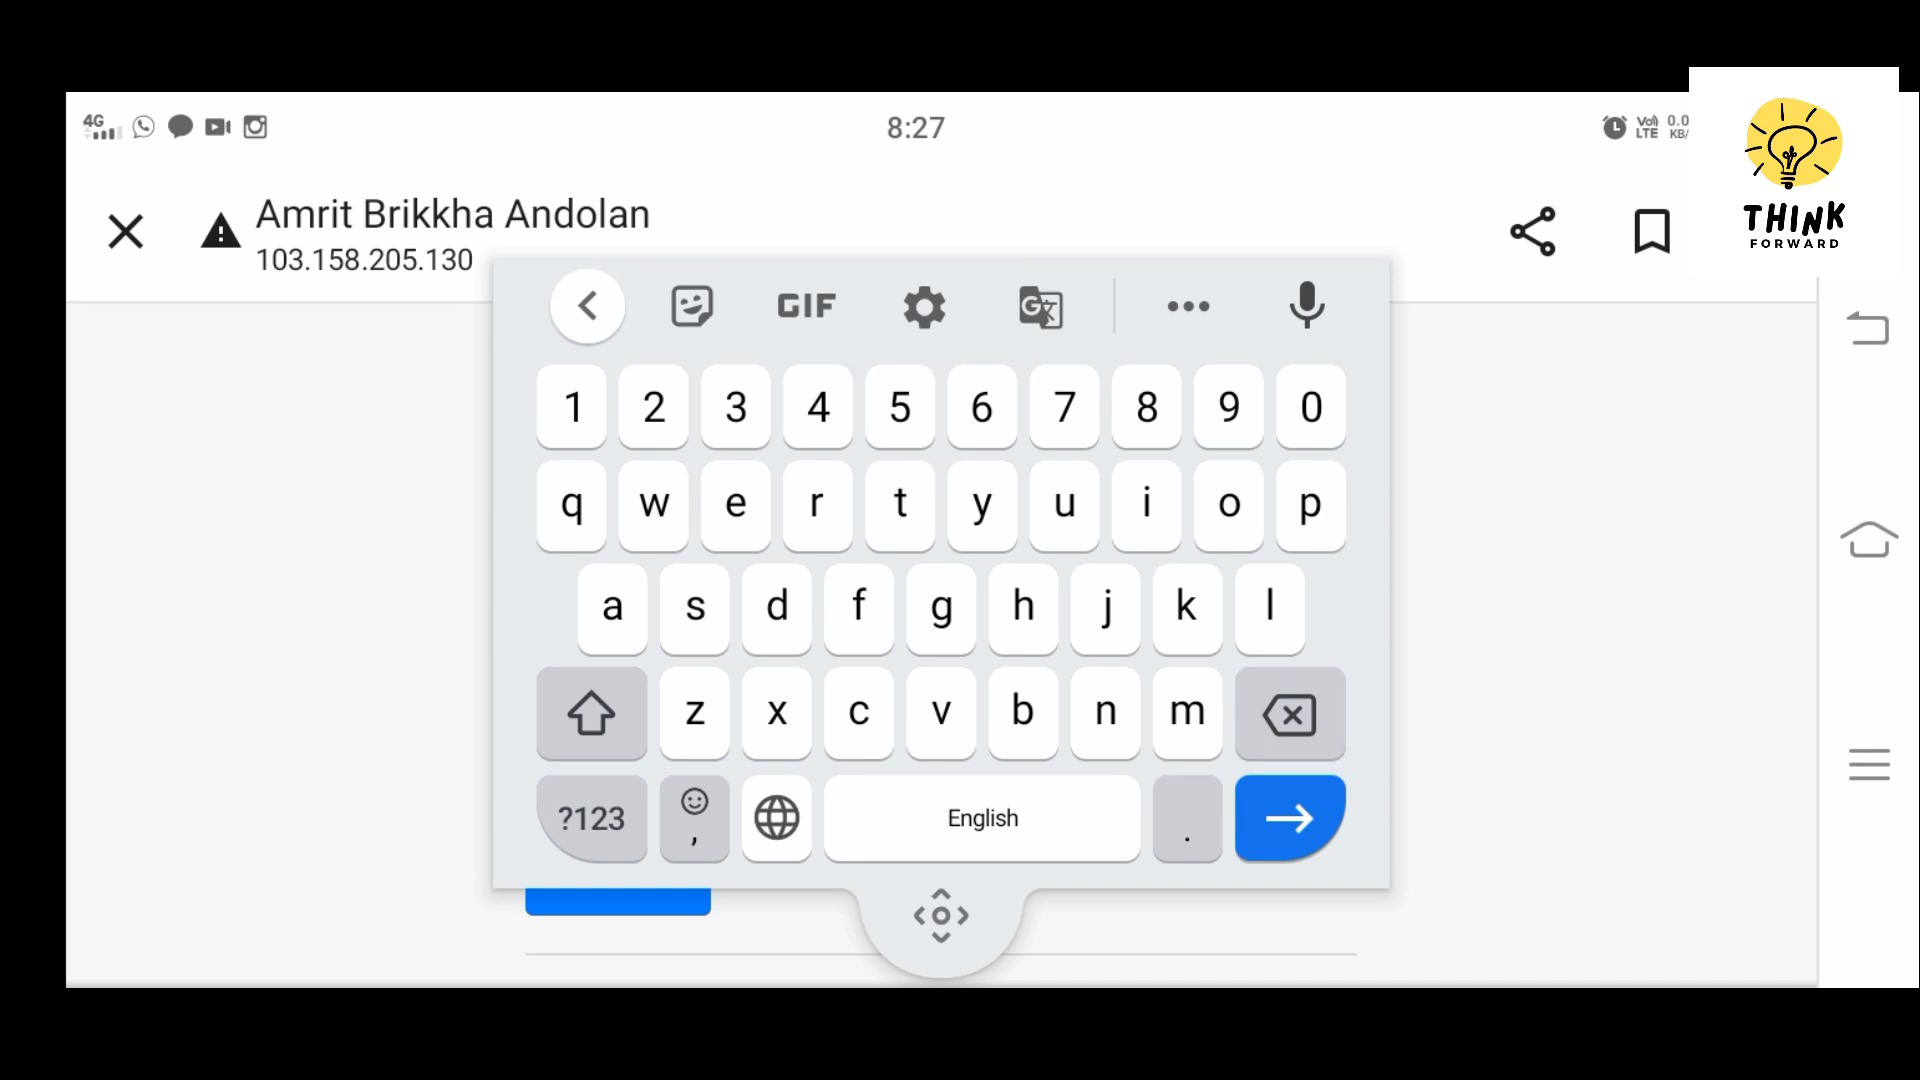 4G 8:27 Vo) LTE 0.0 KB/
THINK
FORWARD
Amrit Brikkha Andolan
103.158.205.130
GIF G
1 2 3 4 5 6 7 8 9 0
q w e r t y u i o p
a s d f g h j k l
z x c v b n m
?123 , English .